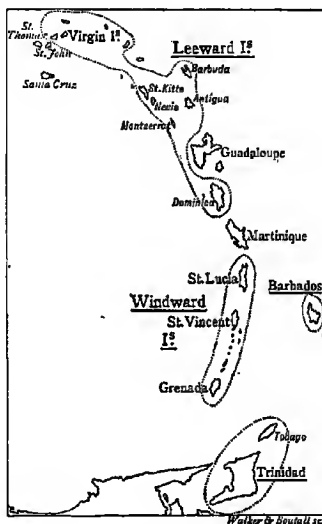 St. Thomas
Virgin Is.
St. John
Santa Cruz
Leeward Is.
Barbuda
St. Kitts
Nevis
Antigua
Montserrat
Guadaloupe
Dominica
Martinique
St. Lucia
Windward Is.
Barbados
St. Vincent
Grenada
Tobago
Trinidad
Walker & Boutall sc